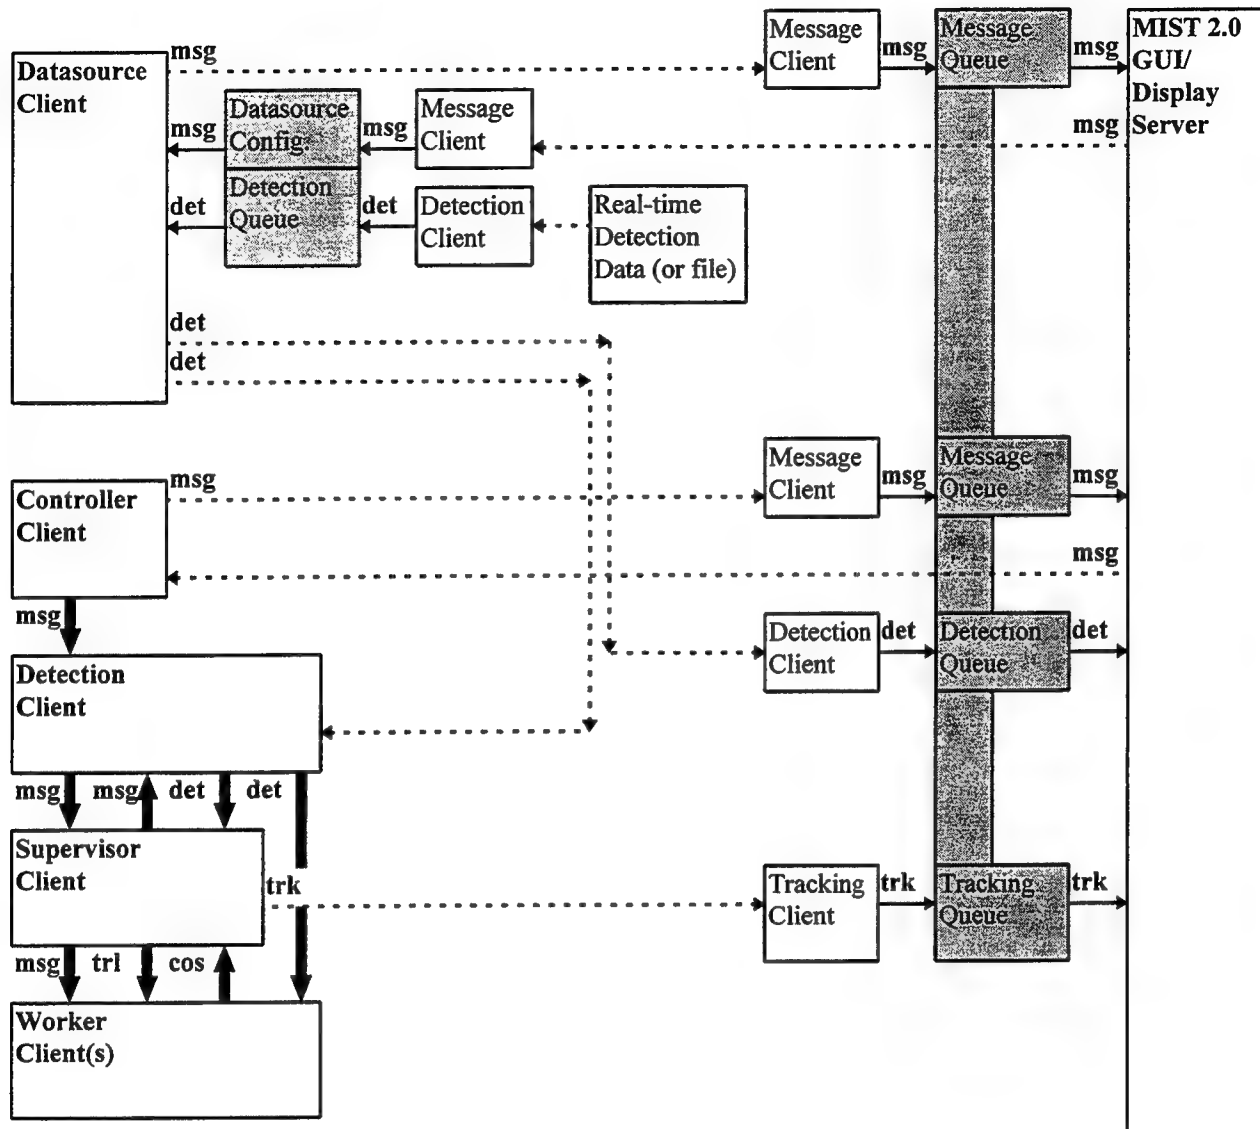 msg
Datasource
Client
Message
Client
msg
Message
Queue
msg
MIST 2.0
GUI/
Display
Server
msg
Datasource
Config.
msg
Message
Client
msg
det
Detection
Queue
det
Detection
Client
Real-time
Detection
Data (or file)
det
det
Controller
Client
msg
Message
Client
msg
Message
Queue
msg
msg
msg
Detection
Client
Detection
Client
det
Detection
Queue
det
msg
msg
det
det
Supervisor
Client
trk
Tracking
Client
trk
Tracking
Queue
trk
msg
trl
cos
Worker
Client(s)